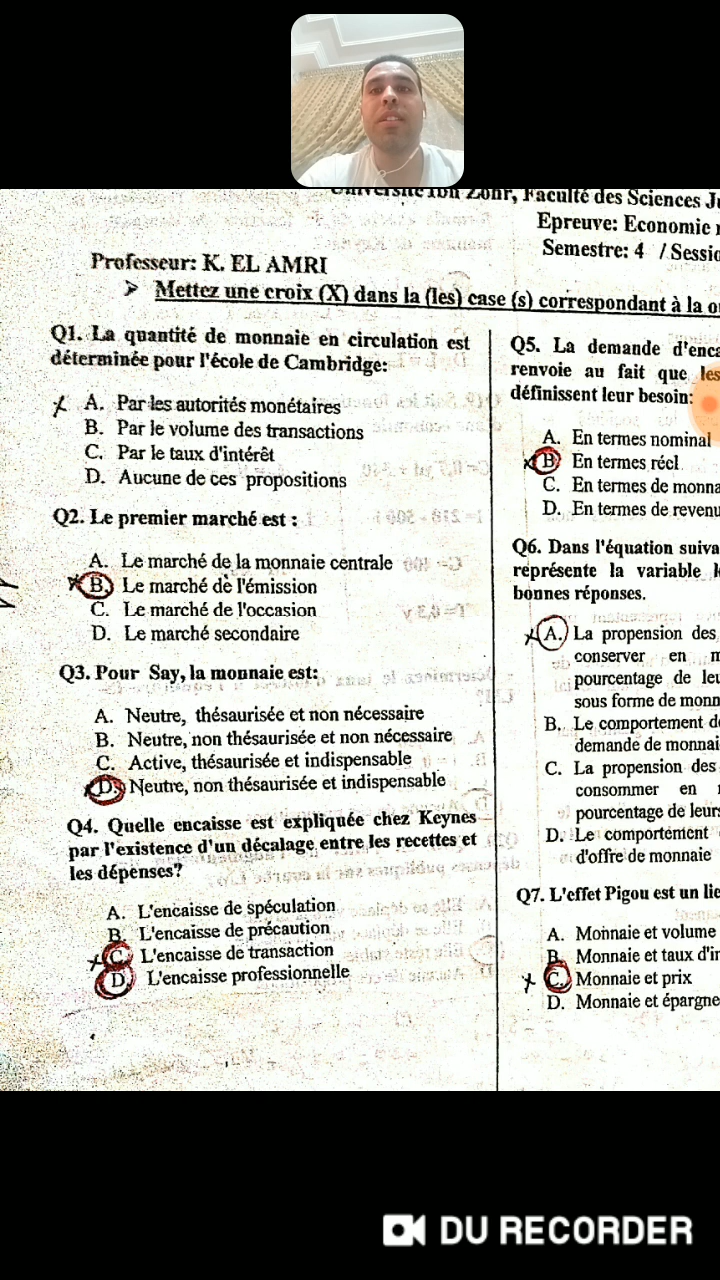 Université Ibn Zohr, Faculté des Sciences
Epreuve: Economie
Semestre: 4 / Sessio
Professeur: K. EL AMRI
➤ Mettez une croix (X) dans la (les) case (s) correspondant à la
Q1. La quantité de monnaie en circulation est
déterminée pour l'école de Cambridge:
A. Par les autorités monétaires
B. Par le volume des transactions
C. Par le taux d'intérêt
D. Aucune de ces propositions
Q2. Le premier marché est :
A. Le marché de la monnaie centrale
B. Le marché de l'émission
C. Le marché de l'occasion
D. Le marché secondaire
Q3. Pour Say, la monnaie est:
A. Neutre, thésaurisée et non nécessaire
B. Neutre, non thésaurisée et non nécessaire
C. Active, thésaurisée et indispensable
D. Neutre, non thésaurisée et indispensable
Q4. Quelle encaisse est expliquée chez Keynes
par l'existence d'un décalage entre les recettes et
les dépenses?
A. L'encaisse de spéculation
B. L'encaisse de précaution
C. L'encaisse de transaction
D. L'encaisse professionnelle
Q5. La demande d'enca
renvoie au fait que les
définissent leur besoin:
A. En termes nominal
B. En termes réel
C. En termes de monna
D. En termes de revenu
Q6. Dans l'équation suiva
représente la variable
bonnes réponses.
A. La propension des
conserver en
pourcentage de leu
sous forme de monn
B. Le comportement d
demande de monnai
C. La propension des
consommer en
pourcentage de leurs
D. Le comportement
d'offre de monnaie
Q7. L'effet Pigou est un lie
A. Monnaie et volume
B. Monnaie et taux d'in
C. Monnaie et prix
D. Monnaie et épargne
DU RECORDER